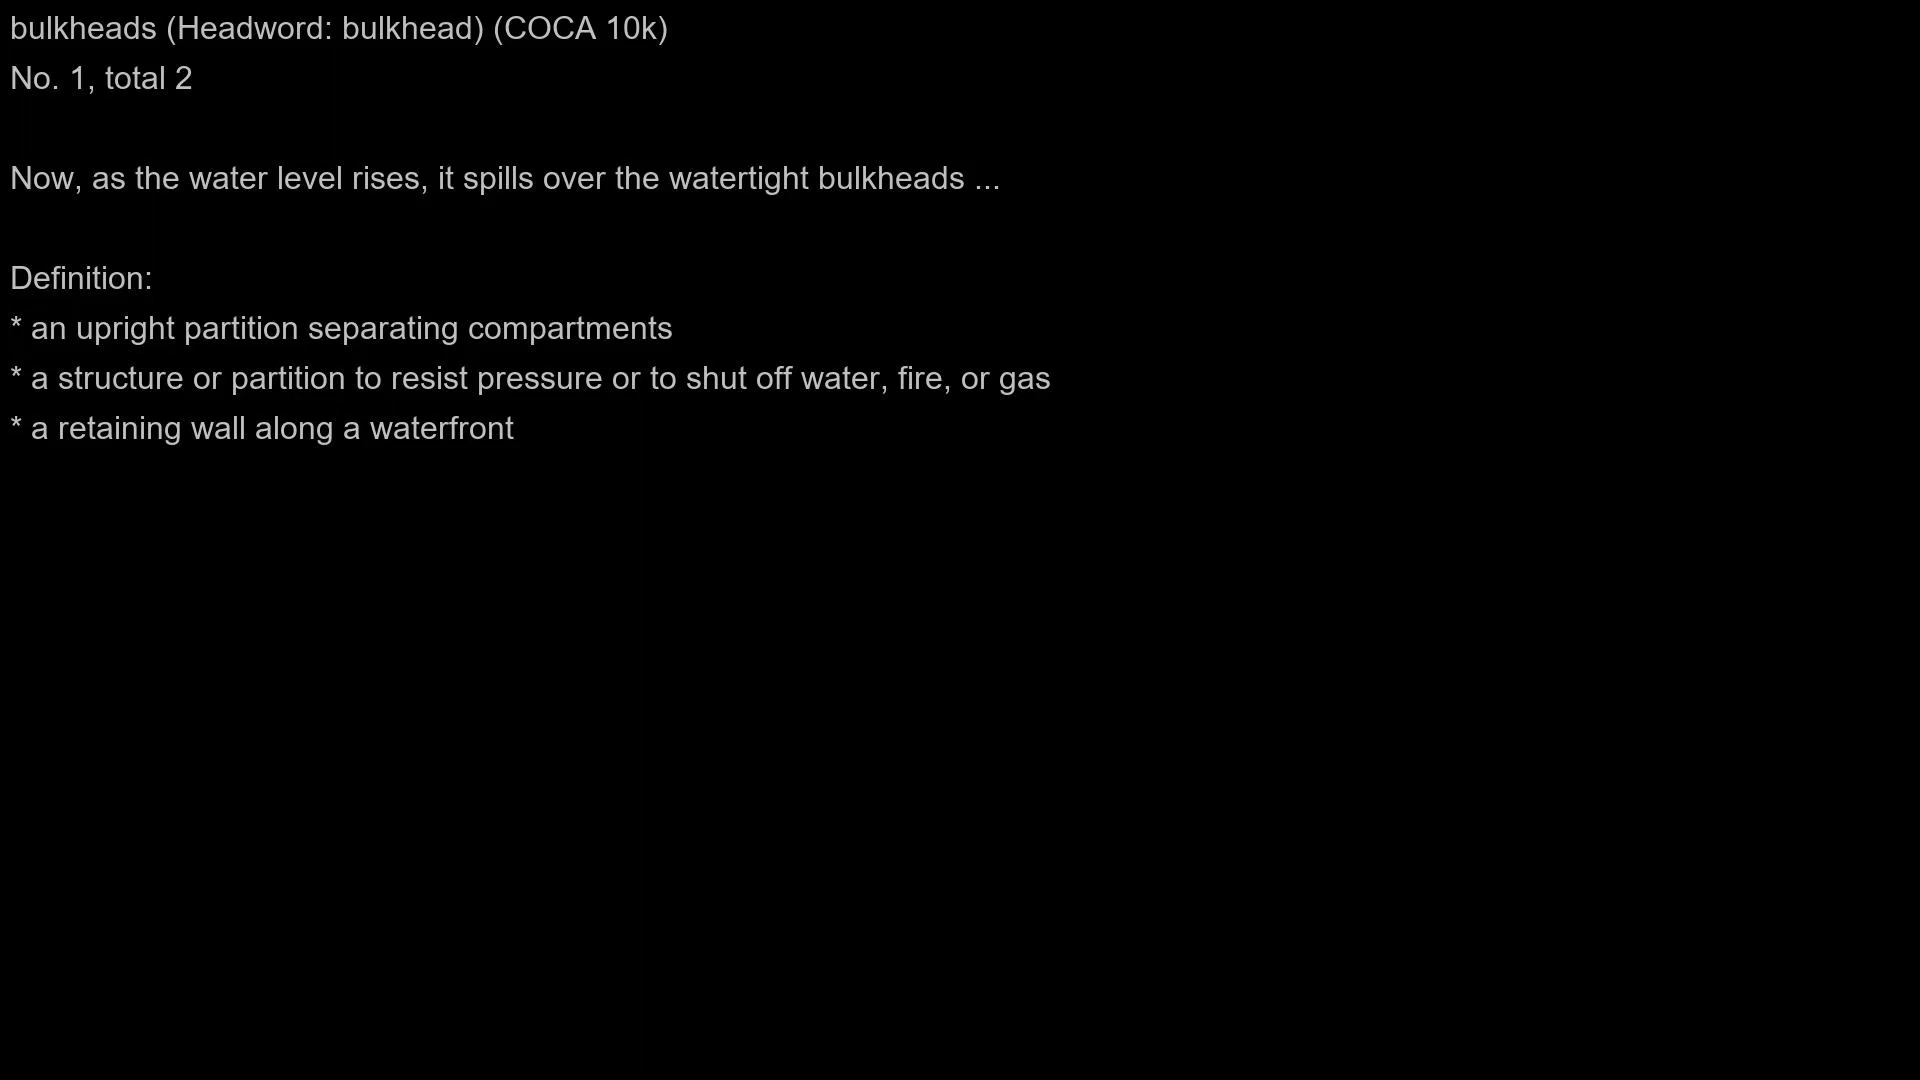 bulkheads (Headword: bulkhead) (COCA 10k)
No. 1, total 2
Now, as the water level rises, it spills over the watertight bulkheads ...
Definition:
* an upright partition separating compartments
* a structure or partition to resist pressure or to shut off water, fire, or gas
* a retaining wall along a waterfront